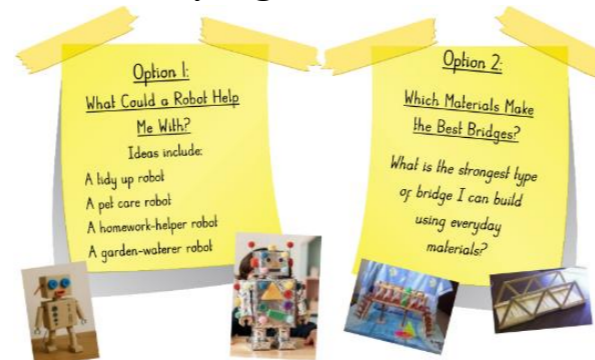 Option 1:
What Could a Robot Help
Me With?
Ideas include:
A tidy up robot
A pet care robot
A homework-helper robot
A garden-waterer robot
Option 2:
Which Materials Make
the Best Bridges?
What is the strongest type
of bridge I can build
using everyday
materials?